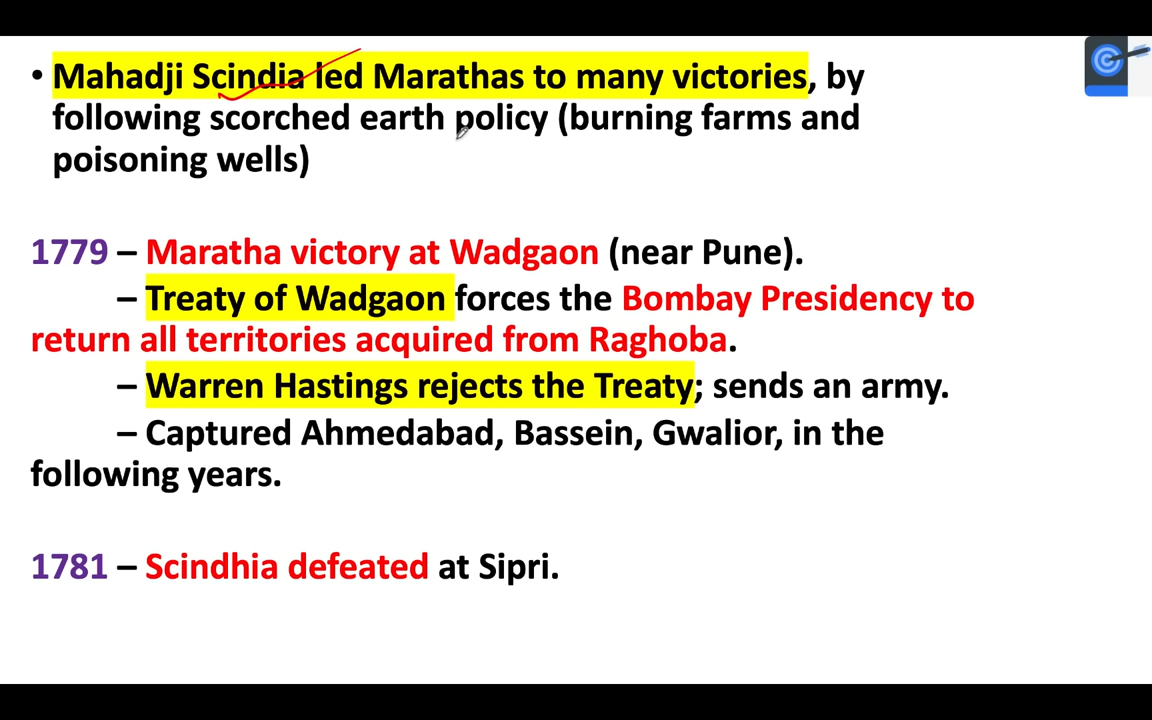 • Mahadji Scindia led Marathas to many victories, by
following scorched earth policy (burning farms and
poisoning wells)
1779 – Maratha victory at Wadgaon (near Pune).
– Treaty of Wadgaon forces the Bombay Presidency to
return all territories acquired from Raghoba.
– Warren Hastings rejects the Treaty; sends an army.
– Captured Ahmedabad, Bassein, Gwalior, in the
following years.
1781 – Scindhia defeated at Sipri.